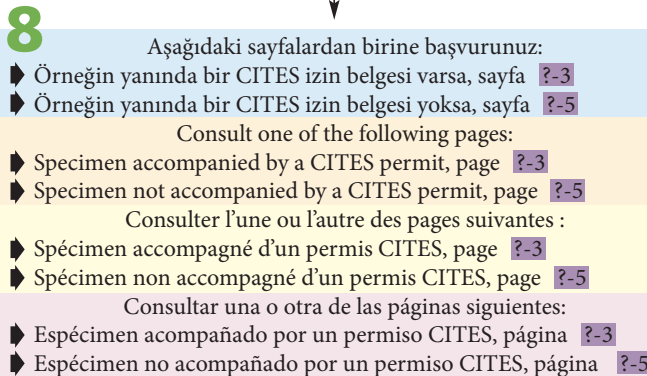 8
Aşağıdaki sayfalardan birine başvurunuz:
Örneğin yanında bir CITES izin belgesi varsa, sayfa ?-3
Örneğin yanında bir CITES izin belgesi yoksa, sayfa ?-5
Consult one of the following pages:
Specimen accompanied by a CITES permit, page ?-3
Specimen not accompanied by a CITES permit, page ?-5
Consulter l’une ou l’autre des pages suivantes :
Spécimen accompagné d’un permis CITES, page ?-3
Spécimen non accompagné d’un permis CITES, page ?-5
Consultar una o otra de las páginas siguientes:
Espécimen acompañado por un permiso CITES, página ?-3
Espécimen no acompañado por un permiso CITES, página ?-5